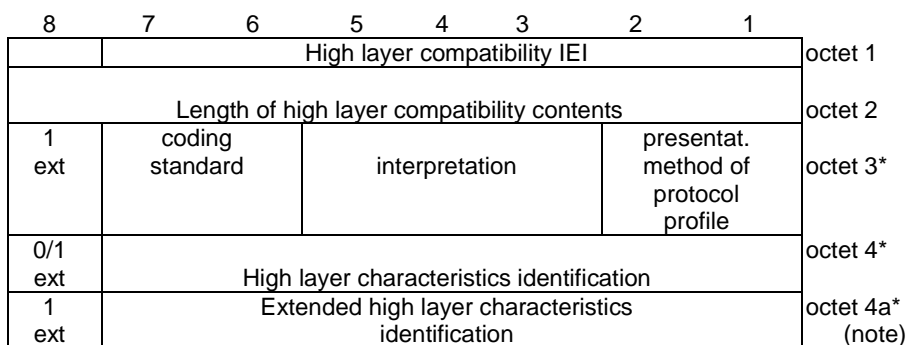 8 7 6 5 4 3 2 1
High layer compatibility IEI octet 1
Length of high layer compatibility contents octet 2
1 coding presentat.
ext standard interpretation method of octet 3*
protocol
profile
0/1 octet 4*
ext High layer characteristics identification
1 Extended high layer characteristics octet 4a*
ext identification (note)